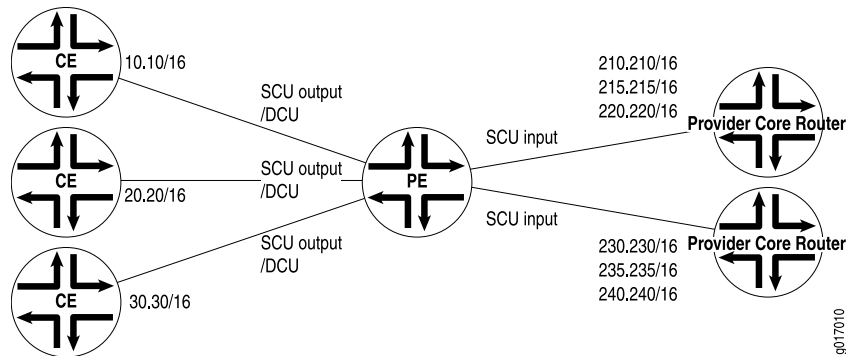 CE
10.10/16
SCU output
/DCU
CE
20.20/16
SCU output
/DCU
CE
30.30/16
SCU output
/DCU
PE
SCU input
SCU input
210.210/16
215.215/16
220.220/16
Provider Core Router
230.230/16
Provider Core Router
235.235/16
240.240/16
g017010